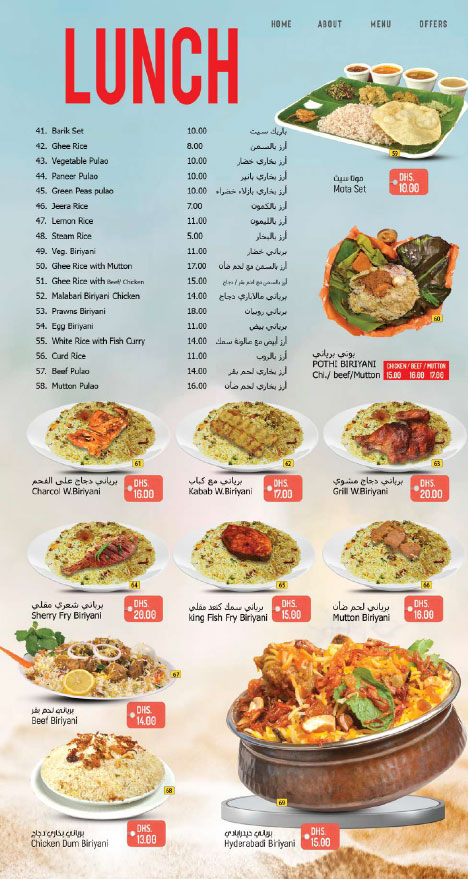 HOME ABOUT MENU OFFERS
LUNCH
41. Barik Set 10.00 باريك سيت
42. Ghee Rice 8.00 أرز بالسمن
43. Vegetable Pulao 10.00 أرز بخاري خضار
44. Paneer Pulao 10.00 أرز بخاري بانير
45. Green Peas pulao 10.00 أرز بخاري بازلاء خضراء
46. Jeera Rice 7.00 أرز بالكمون
47. Lemon Rice 11.00 أرز بالليمون
48. Steam Rice 5.00 أرز بالبخار
49. Veg. Biriyani 11.00 برياني خضار
50. Ghee Rice with Mutton 17.00 أرز بالسمن مع لحم ضأن
51. Ghee Rice with Beef/ Chicken 15.00 أرز بالسمن مع لحم بقر / دجاج
52. Malabari Biriyani Chicken 14.00 برياني مالاباري دجاج
53. Prawns Biriyani 18.00 برياني روبيان
54. Egg Biriyani 11.00 برياني بيض
55. White Rice with Fish Curry 14.00 أرز أبيض مع صالونة سمك
56. Curd Rice 11.00 أرز بالروب
57. Beef Pulao 14.00 أرز بخاري لحم بقر
58. Mutton Pulao 16.00 أرز بخاري لحم ضأن
59
موتا سيت
Mota Set
DHS.
10.00
60
بوتي برياني
POTHI BIRIYANI
Chi./ beef/Mutton
CHICKEN / BEEF / MUTTON
15.00 16.00 17.00
61
برياني دجاج على الفحم
Charcol W.Biriyani
DHS.
16.00
62
برياني مع كباب
Kabab W.Biriyani
DHS.
17.00
63
برياني دجاج مشوي
Grill W.Biriyani
DHS.
20.00
64
برياني شعري مقلي
Sherry Fry Biriyani
DHS.
20.00
65
برياني سمك كنعد مقلي
king Fish Fry Biriyani
DHS.
15.00
66
برياني لحم ضأن
Mutton Biriyani
DHS.
16.00
67
برياني لحم بقر
Beef Biriyani
DHS.
14.00
68
برياني بخاري دجاج
Chicken Dum Biriyani
DHS.
13.00
69
برياني حيدرابادي
Hyderabadi Biriyani
DHS.
15.00